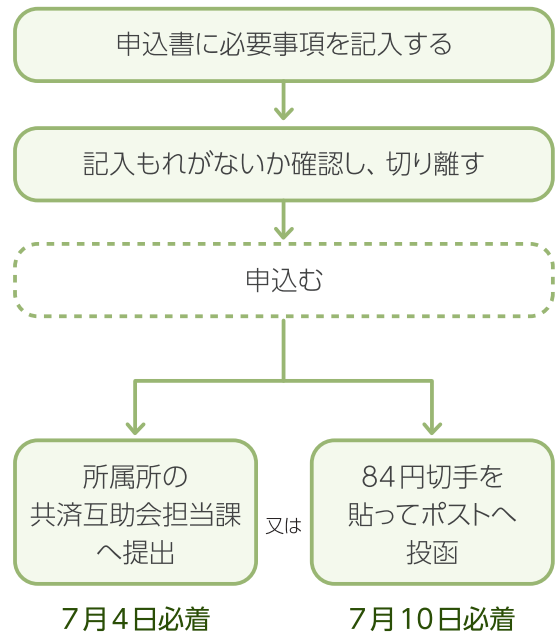 申込書に必要事項を記入する
記入もれがないか確認し、切り離す
申込む
所属所の
共済互助会担当課
へ提出
又は
84円切手を
貼ってポストへ
投函
7月4日必着
7月10日必着